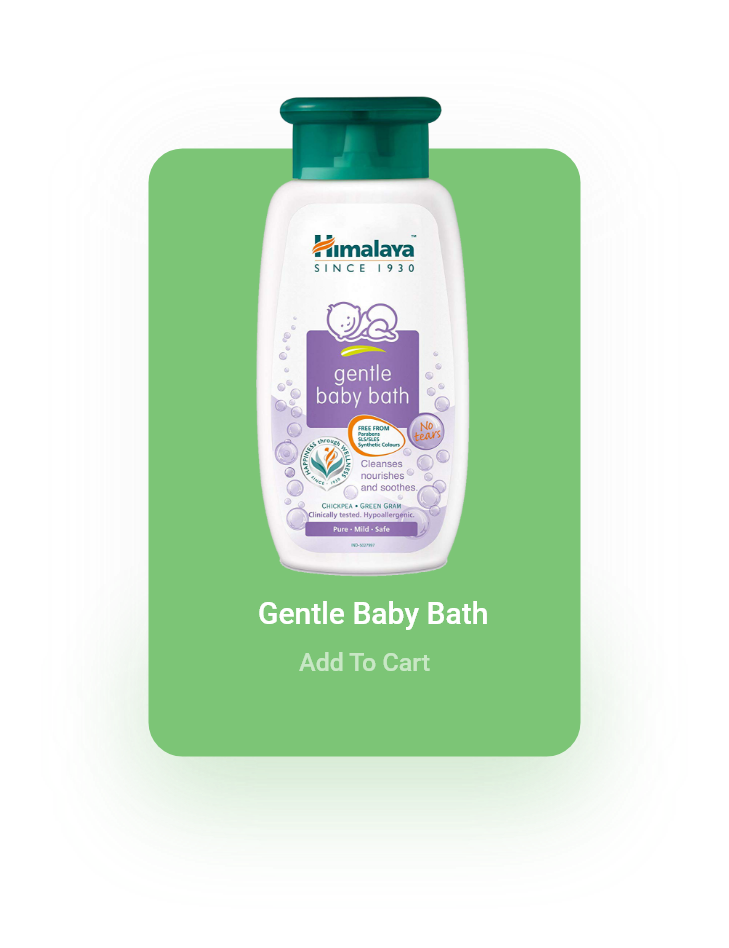 Himalaya
™
SINCE 1930
gentle
baby bath
FREE FROM
Parabens
SLS/SLES
Synthetic Colours
No
tears
HAPPINESS through WELLNESS
SINCE 1930
Cleanses
nourishes
and soothes.
CHICKPEA • GREEN GRAM
Clinically tested. Hypoallergenic.
Pure - Mild - Safe
Gentle Baby Bath
Add To Cart